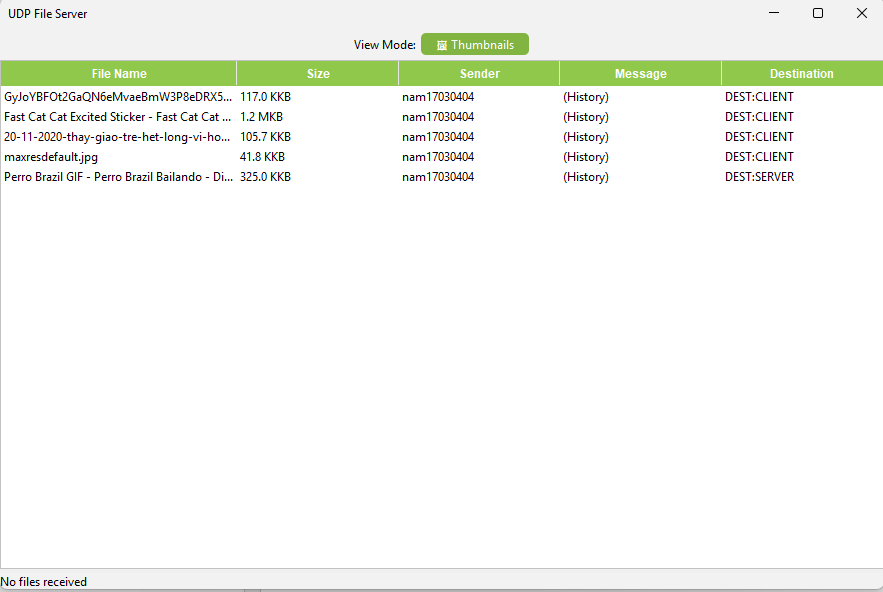 UDP File Server
View Mode: Thumbnails
File Name Size Sender Message Destination
GyJoYBFOt2GaQN6eMvaeBmW3P8eDRX5... 117.0 KKB nam17030404 (History) DEST:CLIENT
Fast Cat Cat Excited Sticker - Fast Cat Cat ... 1.2 MKB nam17030404 (History) DEST:CLIENT
20-11-2020-thay-giao-tre-het-long-vi-ho... 105.7 KKB nam17030404 (History) DEST:CLIENT
maxresdefault.jpg 41.8 KKB nam17030404 (History) DEST:CLIENT
Perro Brazil GIF - Perro Brazil Bailando - Di... 325.0 KKB nam17030404 (History) DEST:SERVER
No files received